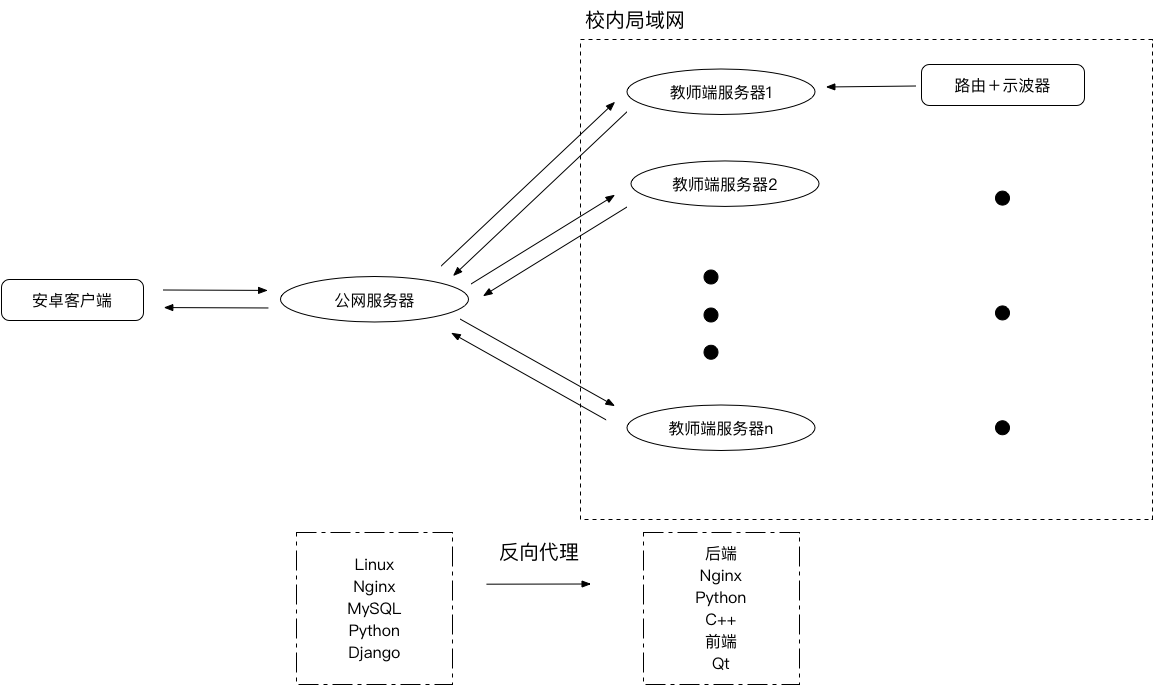 校内局域网
教师端服务器1
路由＋示波器
教师端服务器2
安卓客户端
公网服务器
教师端服务器n
Linux
Nginx
MySQL
Python
Django
反向代理
后端
Nginx
Python
C++
前端
Qt